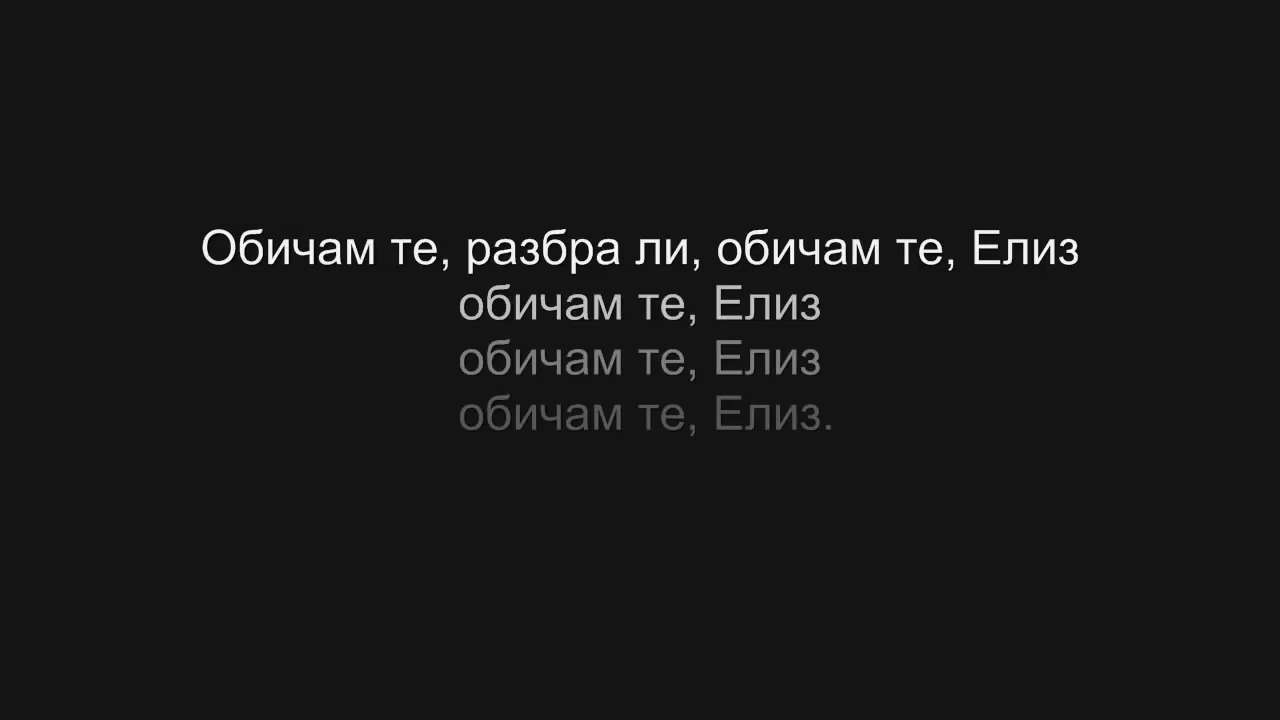 Обичам те, разбра ли, обичам те, Елиз
обичам те, Елиз
обичам те, Елиз
обичам те, Елиз.